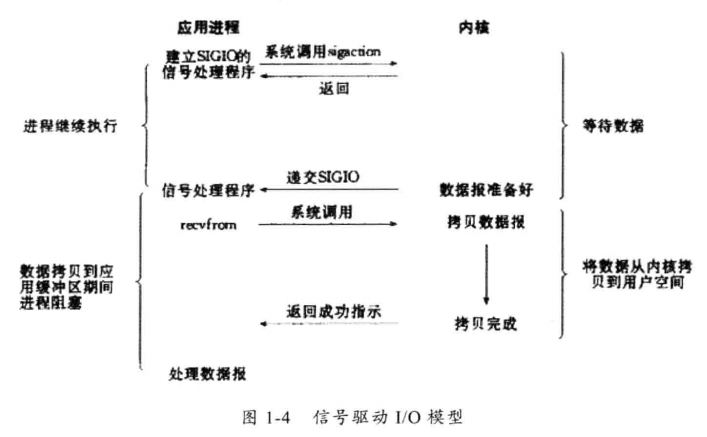 应用进程
内核
建立SIGIO的
信号处理程序
系统调用sigaction
返回
进程继续执行
等待数据
递交SIGIO
信号处理程序
数据报准备好
系统调用
recvfrom
拷贝数据报
数据拷贝到应
用缓冲区期间
进程阻塞
将数据从内核拷
贝到用户空间
返回成功指示
拷贝完成
处理数据报
图 1-4 信号驱动 I/O 模型